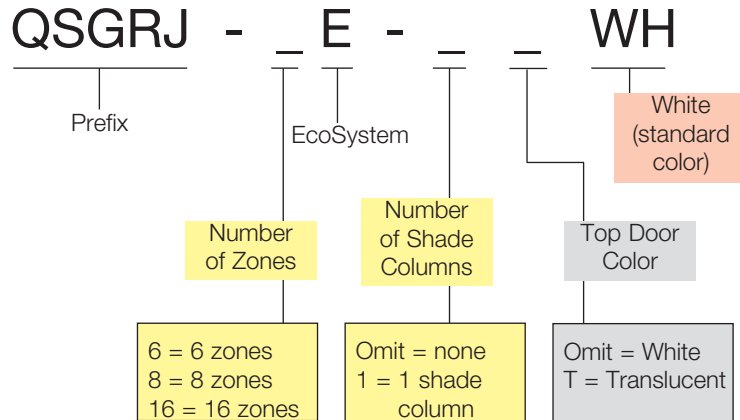 QSGRJ - _ E - _ _ WH
Prefix
EcoSystem
White
(standard
color)
Number
of Zones
Number
of Shade
Columns
Top Door
Color
6 = 6 zones
8 = 8 zones
16 = 16 zones
Omit = none
1 = 1 shade
column
Omit = White
T = Translucent